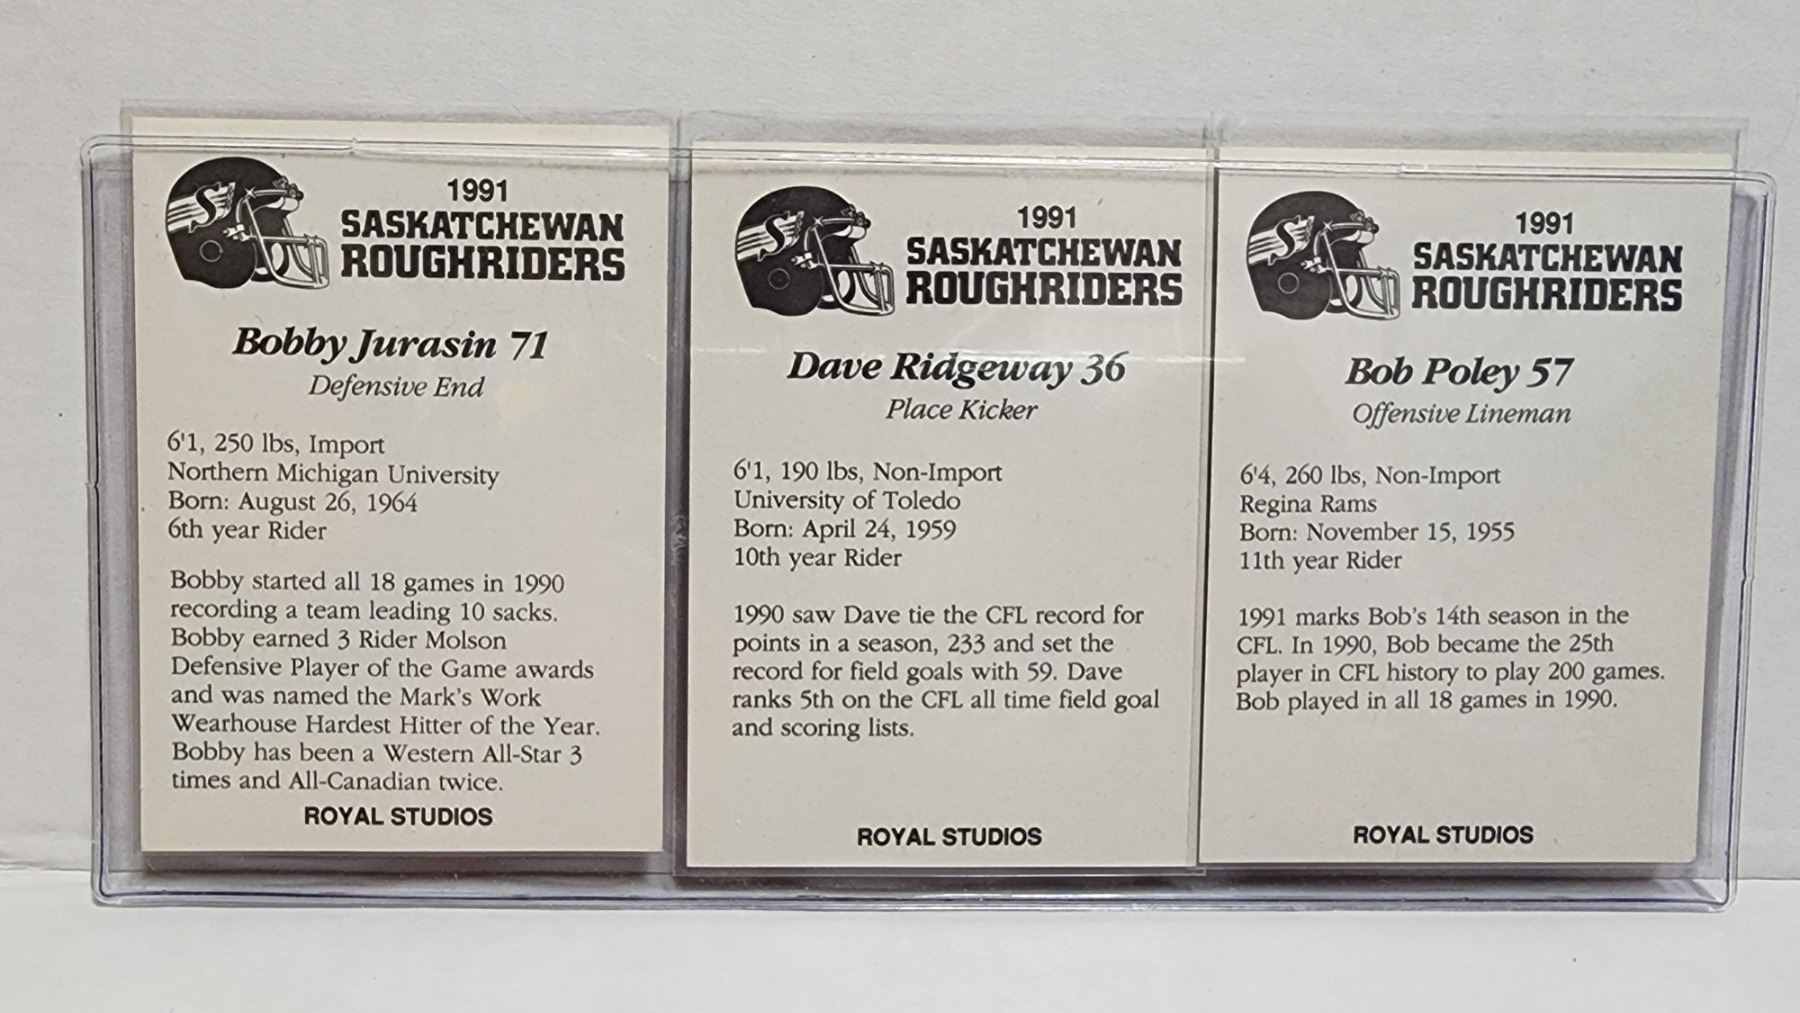 1991
SASKATCHEWAN
ROUGHRIDERS
Bobby Jurasin 71
Defensive End
6'1, 250 lbs, Import
Northern Michigan University
Born: August 26, 1964
6th year Rider
Bobby started all 18 games in 1990
recording a team leading 10 sacks.
Bobby earned 3 Rider Molson
Defensive Player of the Game awards
and was named the Mark's Work
Wearhouse Hardest Hitter of the Year.
Bobby has been a Western All-Star 3
times and All-Canadian twice.
ROYAL STUDIOS
1991
SASKATCHEWAN
ROUGHRIDERS
Dave Ridgeway 36
Place Kicker
6'1, 190 lbs, Non-Import
University of Toledo
Born: April 24, 1959
10th year Rider
1990 saw Dave tie the CFL record for
points in a season, 233 and set the
record for field goals with 59. Dave
ranks 5th on the CFL all time field goal
and scoring lists.
ROYAL STUDIOS
1991
SASKATCHEWAN
ROUGHRIDERS
Bob Poley 57
Offensive Lineman
6'4, 260 lbs, Non-Import
Regina Rams
Born: November 15, 1955
11th year Rider
1991 marks Bob's 14th season in the
CFL. In 1990, Bob became the 25th
player in CFL history to play 200 games.
Bob played in all 18 games in 1990.
ROYAL STUDIOS